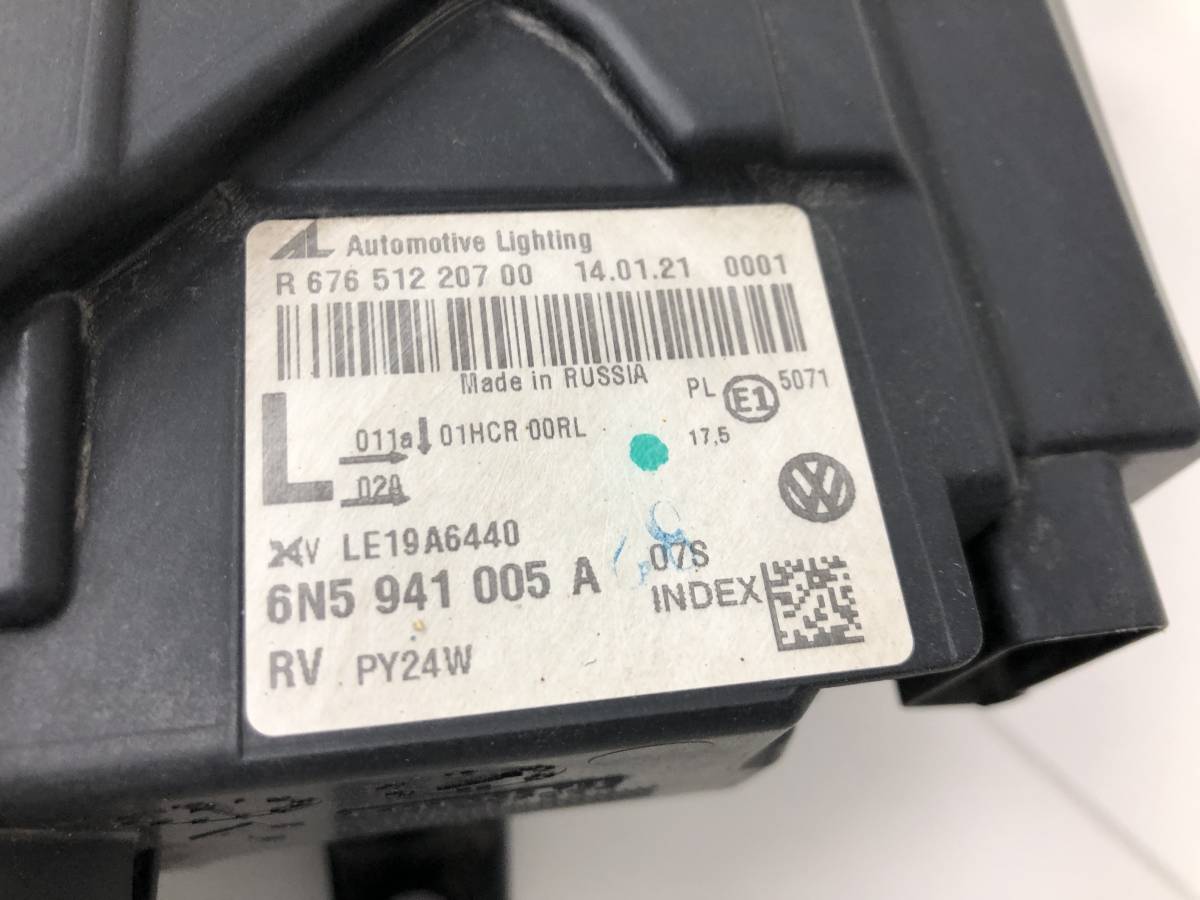 AL Automotive Lighting
R 676 512 207 00 14.01.21 0001
Made in RUSSIA
PL E1 5071
L 011a 01HCR 00RL 17,5
02A
V LE19A6440
07S
6N5 941 005 A
INDEX
RV PY24W